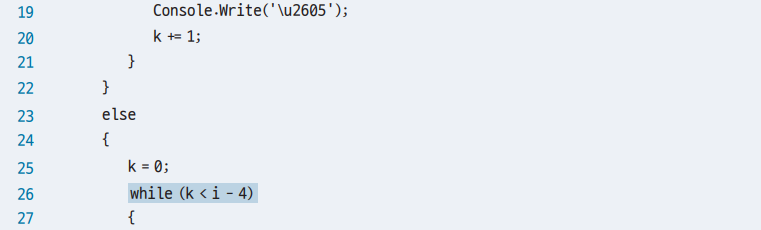 19 Console.Write('\u2605');
20 k += 1;
21 }
22 }
23 else
24 {
25 k = 0;
26 while (k < i - 4)
27 {